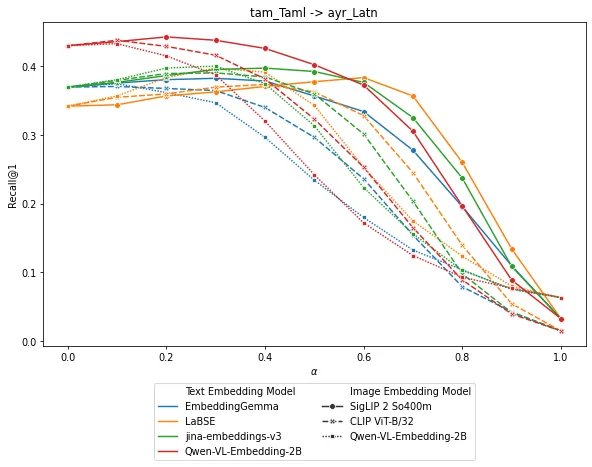 tam_Taml -> ayr_Latn
Recall@1
0.4
0.3
0.2
0.1
0.0
0.0 0.2 0.4 0.6 0.8 1.0
α
Text Embedding Model Image Embedding Model
EmbeddingGemma SigLIP 2 So400m
LaBSE CLIP ViT-B/32
jina-embeddings-v3 Qwen-VL-Embedding-2B
Qwen-VL-Embedding-2B